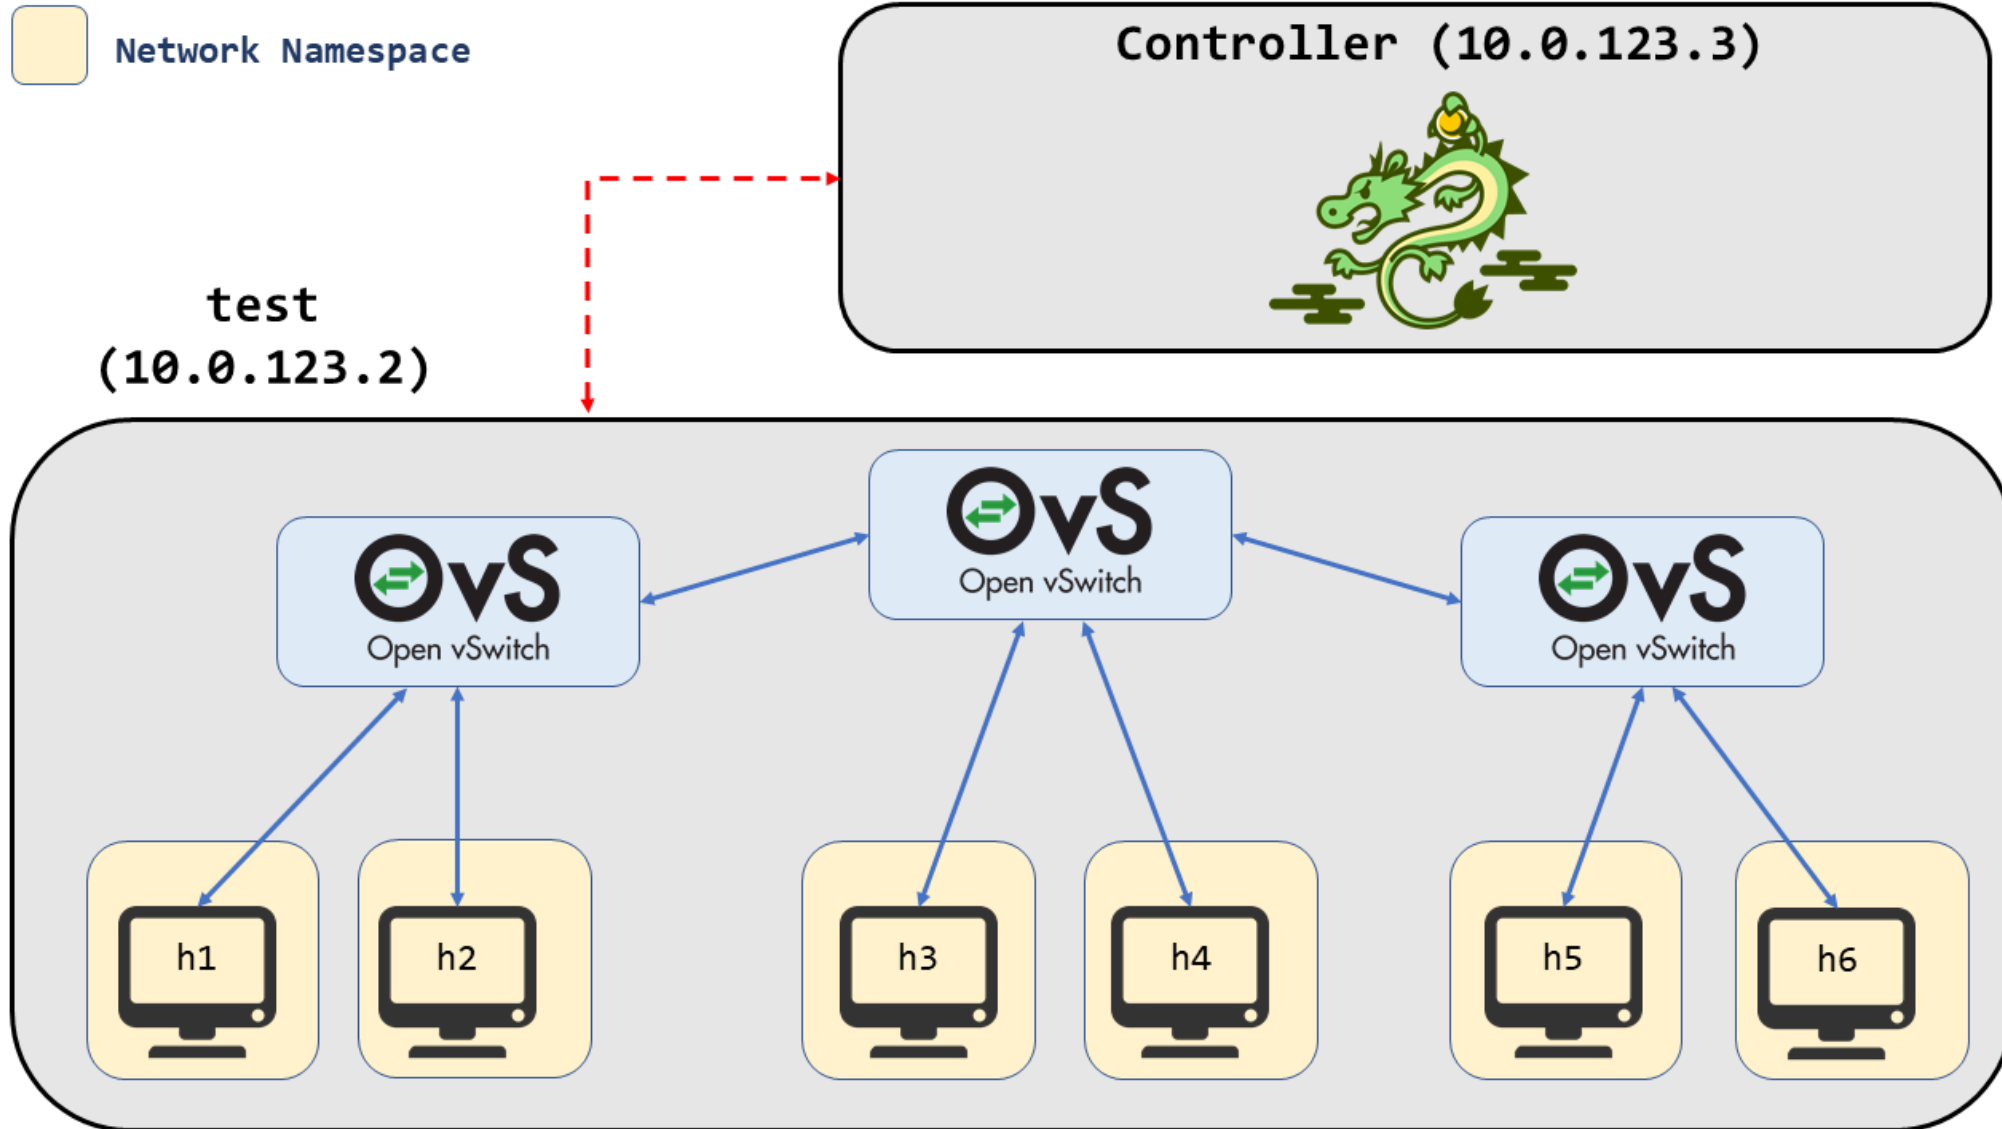 Network Namespace
Controller (10.0.123.3)
test
(10.0.123.2)
OvS
Open vSwitch
OvS
Open vSwitch
OvS
Open vSwitch
h1
h2
h3
h4
h5
h6